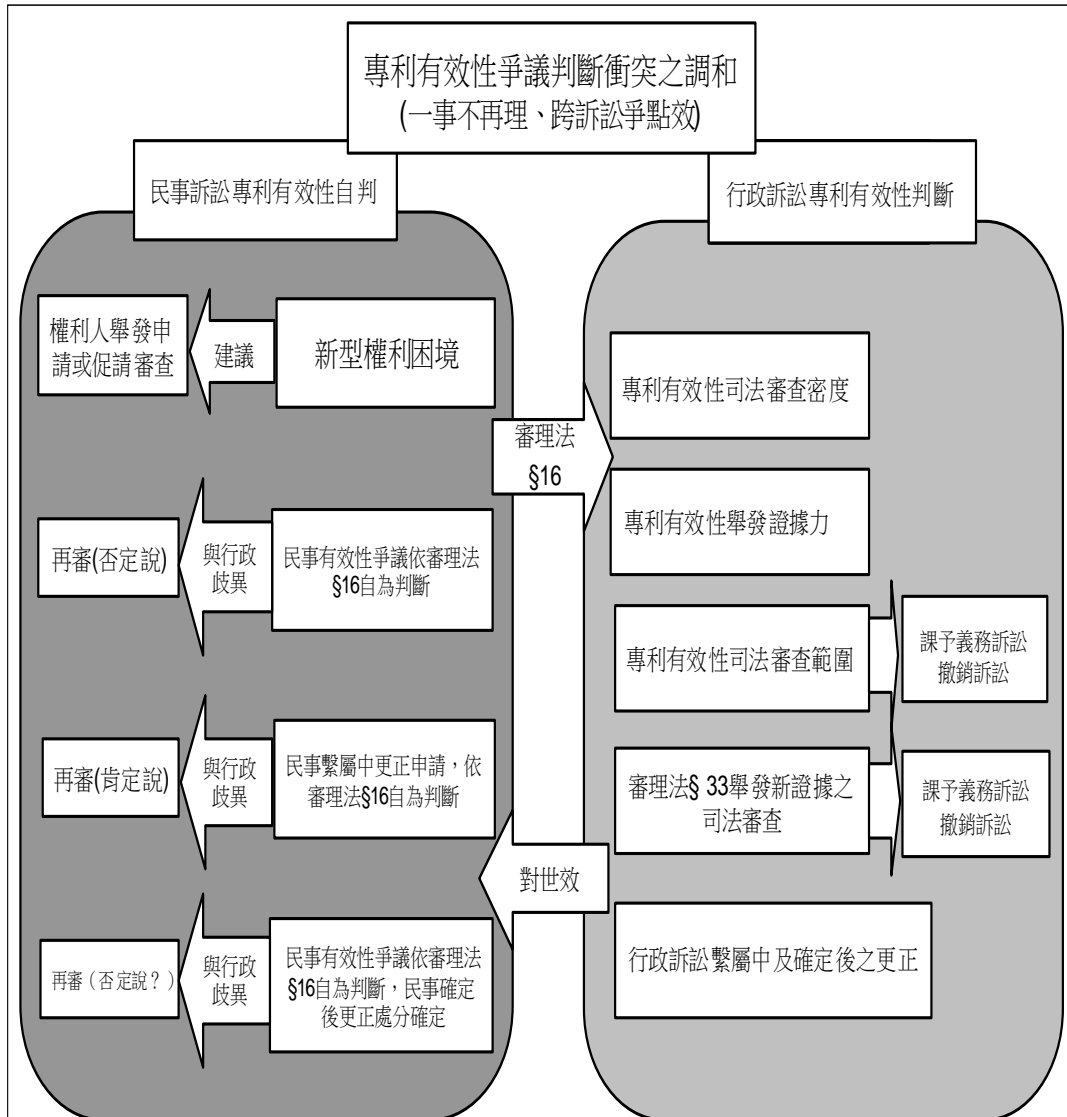 專利有效性爭議判斷衝突之調和
(一事不再理、跨訴訟爭點效)
民事訴訟專利有效性自判
行政訴訟專利有效性判斷
權利人舉發申
請或促請審查
建議
新型權利困境
再審(否定說)
與行政
歧異
民事有效性爭議依審理法
§16自為判斷
再審(肯定說)
與行政
歧異
民事繫屬中更正申請，依
審理法§16自為判斷
再審（否定說？）
與行政
歧異
民事有效性爭議依審理法
§16自為判斷，民事確定
後更正處分確定
審理法
§16
對世效
專利有效性司法審查密度
專利有效性舉發證據力
專利有效性司法審查範圍
課予義務訴訟
撤銷訴訟
審理法§ 33舉發新證據之
司法審查
課予義務訴訟
撤銷訴訟
行政訴訟繫屬中及確定後之更正